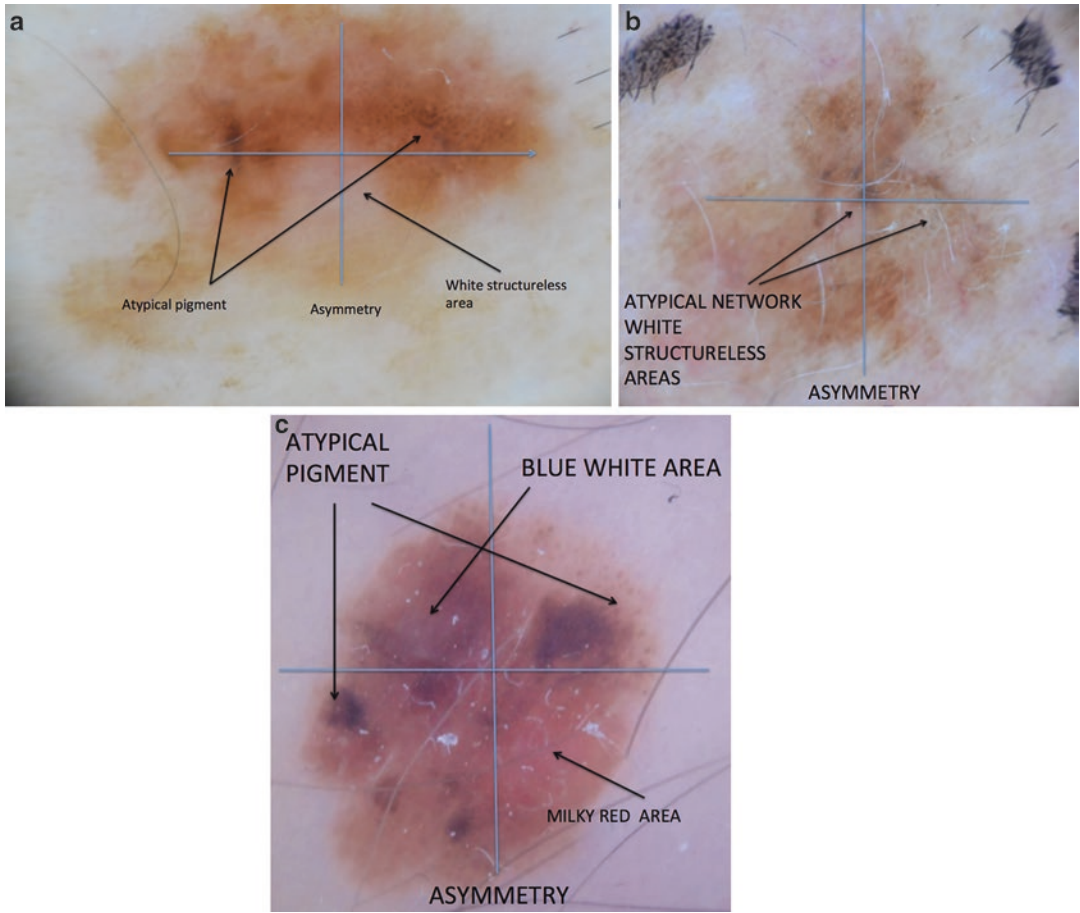 a
Atypical pigment
Asymmetry
White structureless
area
b
ATYPICAL NETWORK
WHITE
STRUCTURELESS
AREAS
ASYMMETRY
c
ATYPICAL
PIGMENT
BLUE WHITE AREA
MILKY RED AREA
ASYMMETRY